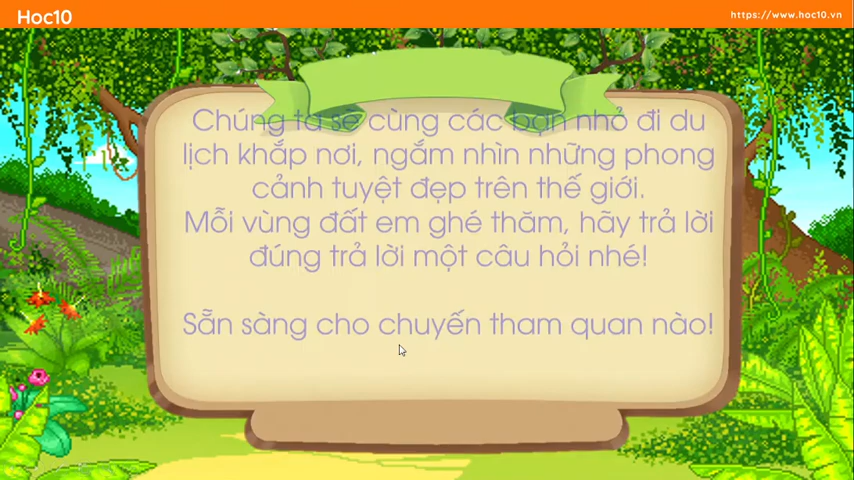 Hoc10
https://www.hoc10.vn
Chúng ta sẽ cùng các bạn nhỏ đi du
lịch khắp nơi, ngắm nhìn những phong
cảnh tuyệt đẹp trên thế giới.
Mỗi vùng đất em ghé thăm, hãy trả lời
đúng trả lời một câu hỏi nhé!
Sẵn sàng cho chuyến tham quan nào!